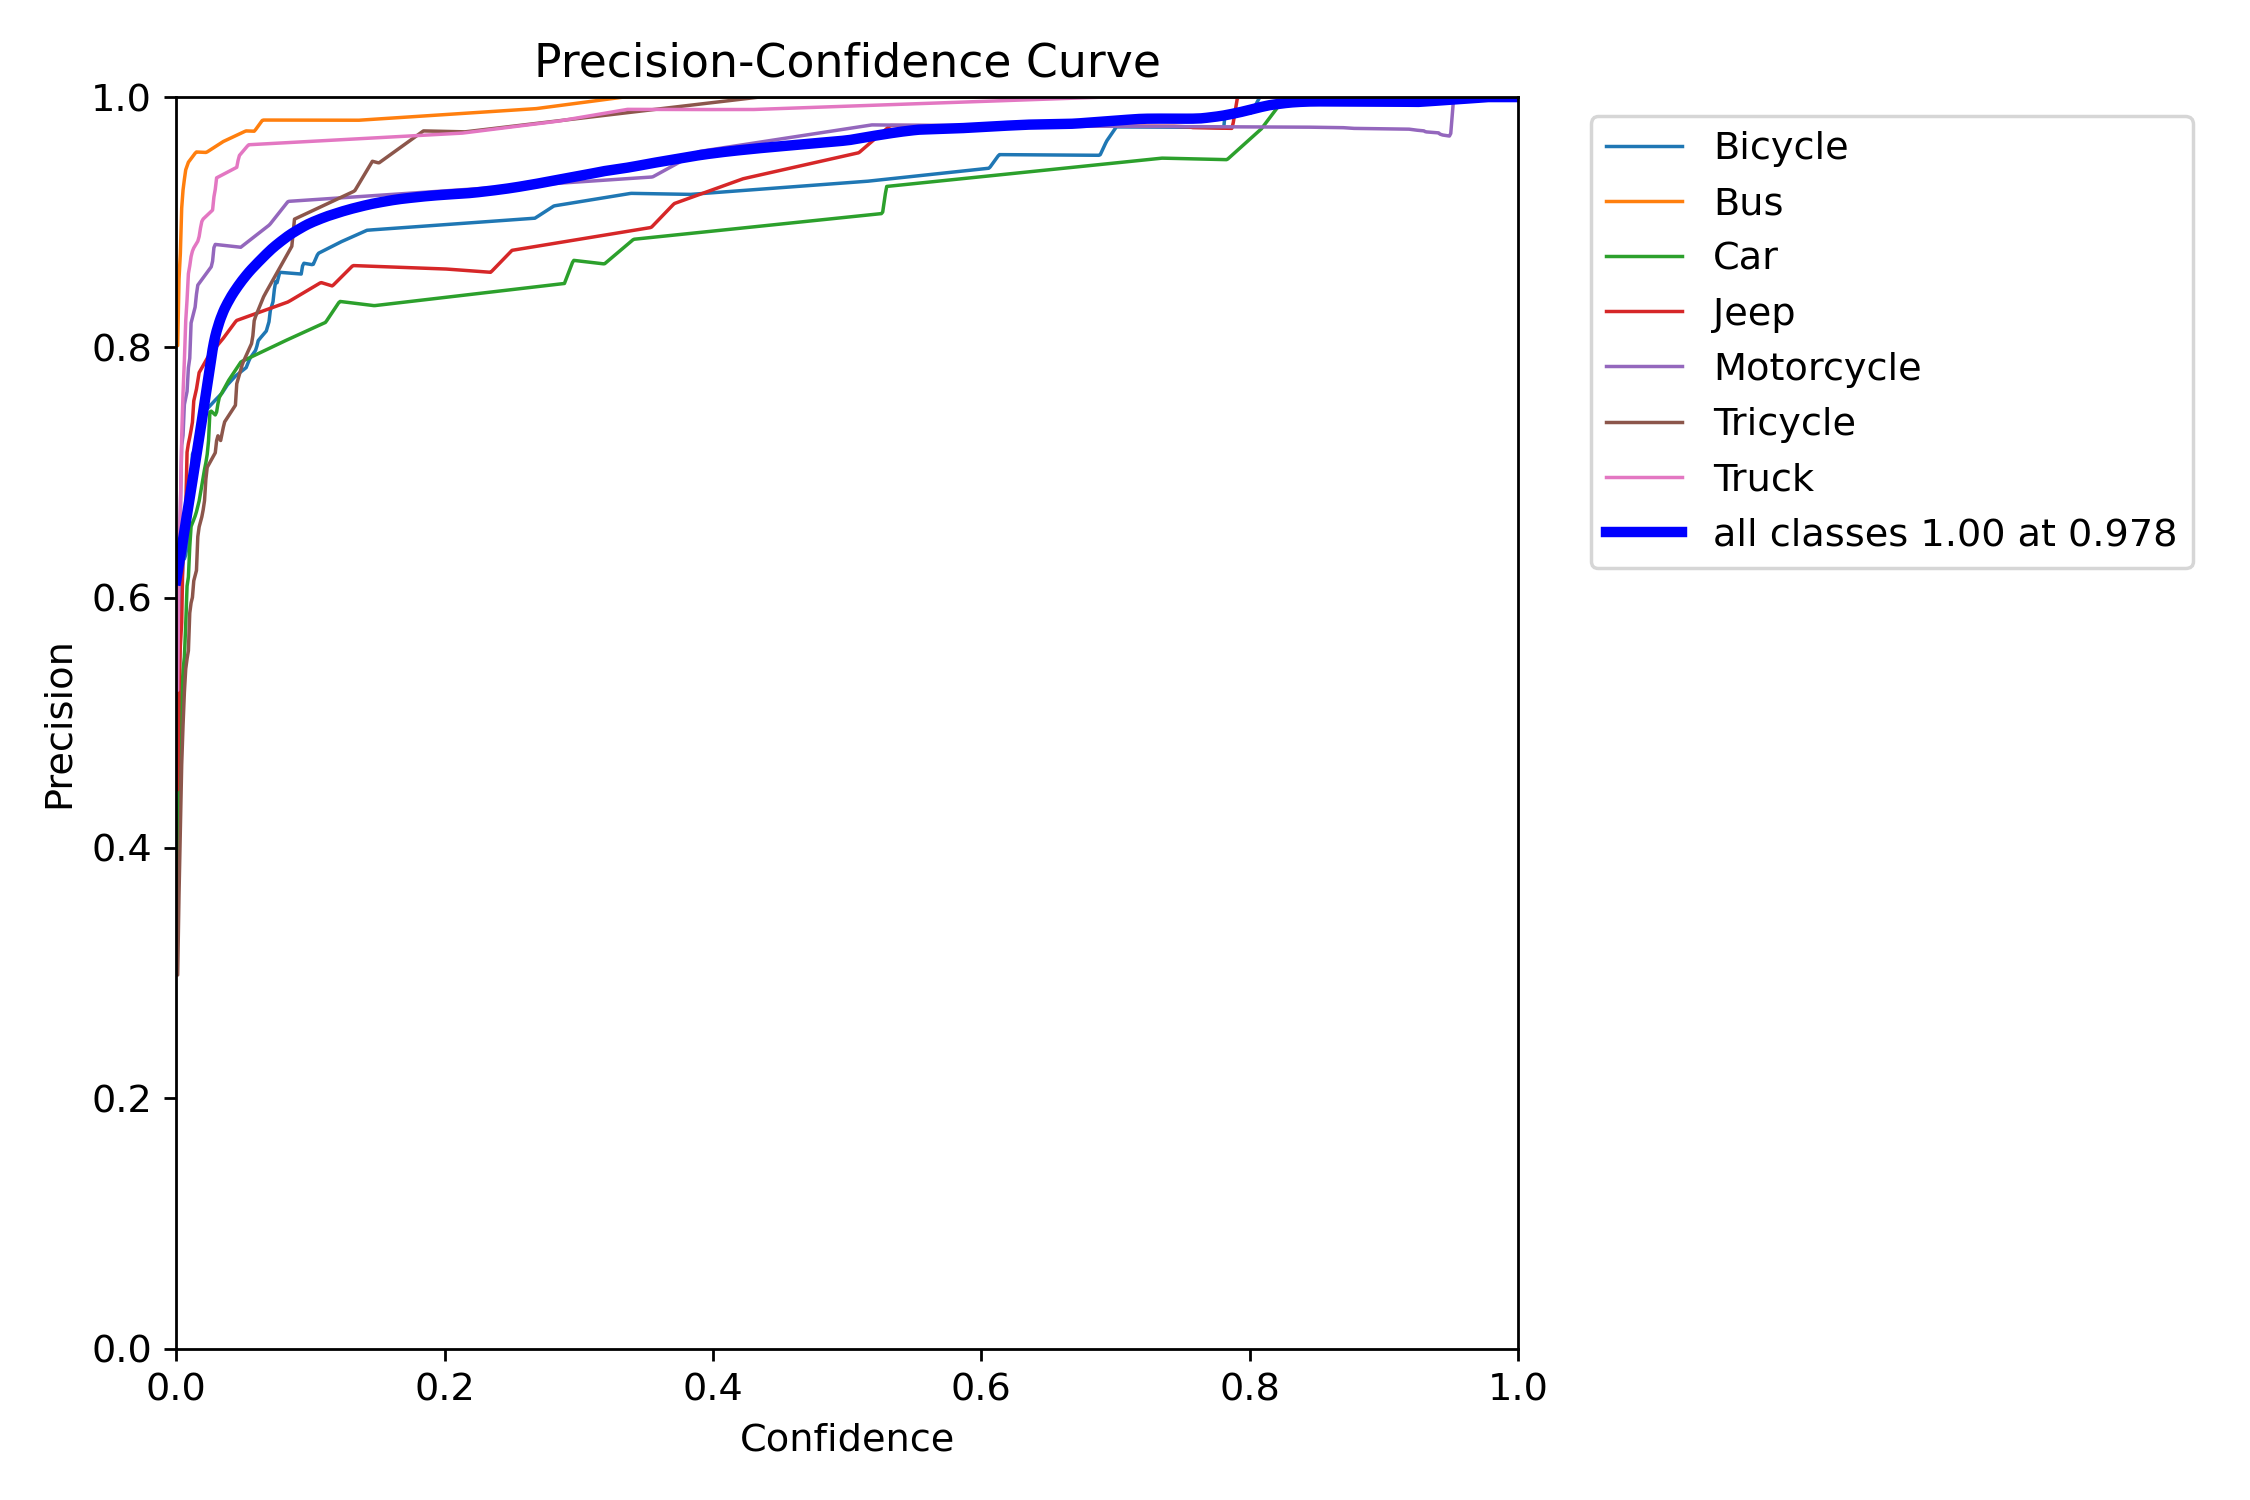 Precision-Confidence Curve
1.0
0.8
0.6
0.4
0.2
0.0
Precision
0.0 0.2 0.4 0.6 0.8 1.0
Confidence
Bicycle
Bus
Car
Jeep
Motorcycle
Tricycle
Truck
all classes 1.00 at 0.978